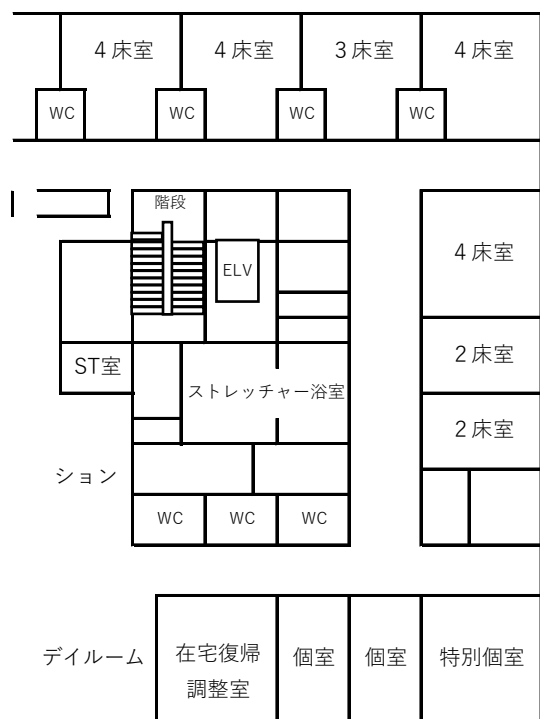 4床室
4床室
3床室
4床室
WC
WC
WC
WC
階段
ELV
4床室
ST室
2床室
ストレッチャー浴室
2床室
ション
WC
WC
WC
デイルーム
在宅復帰
調整室
個室
個室
特別個室